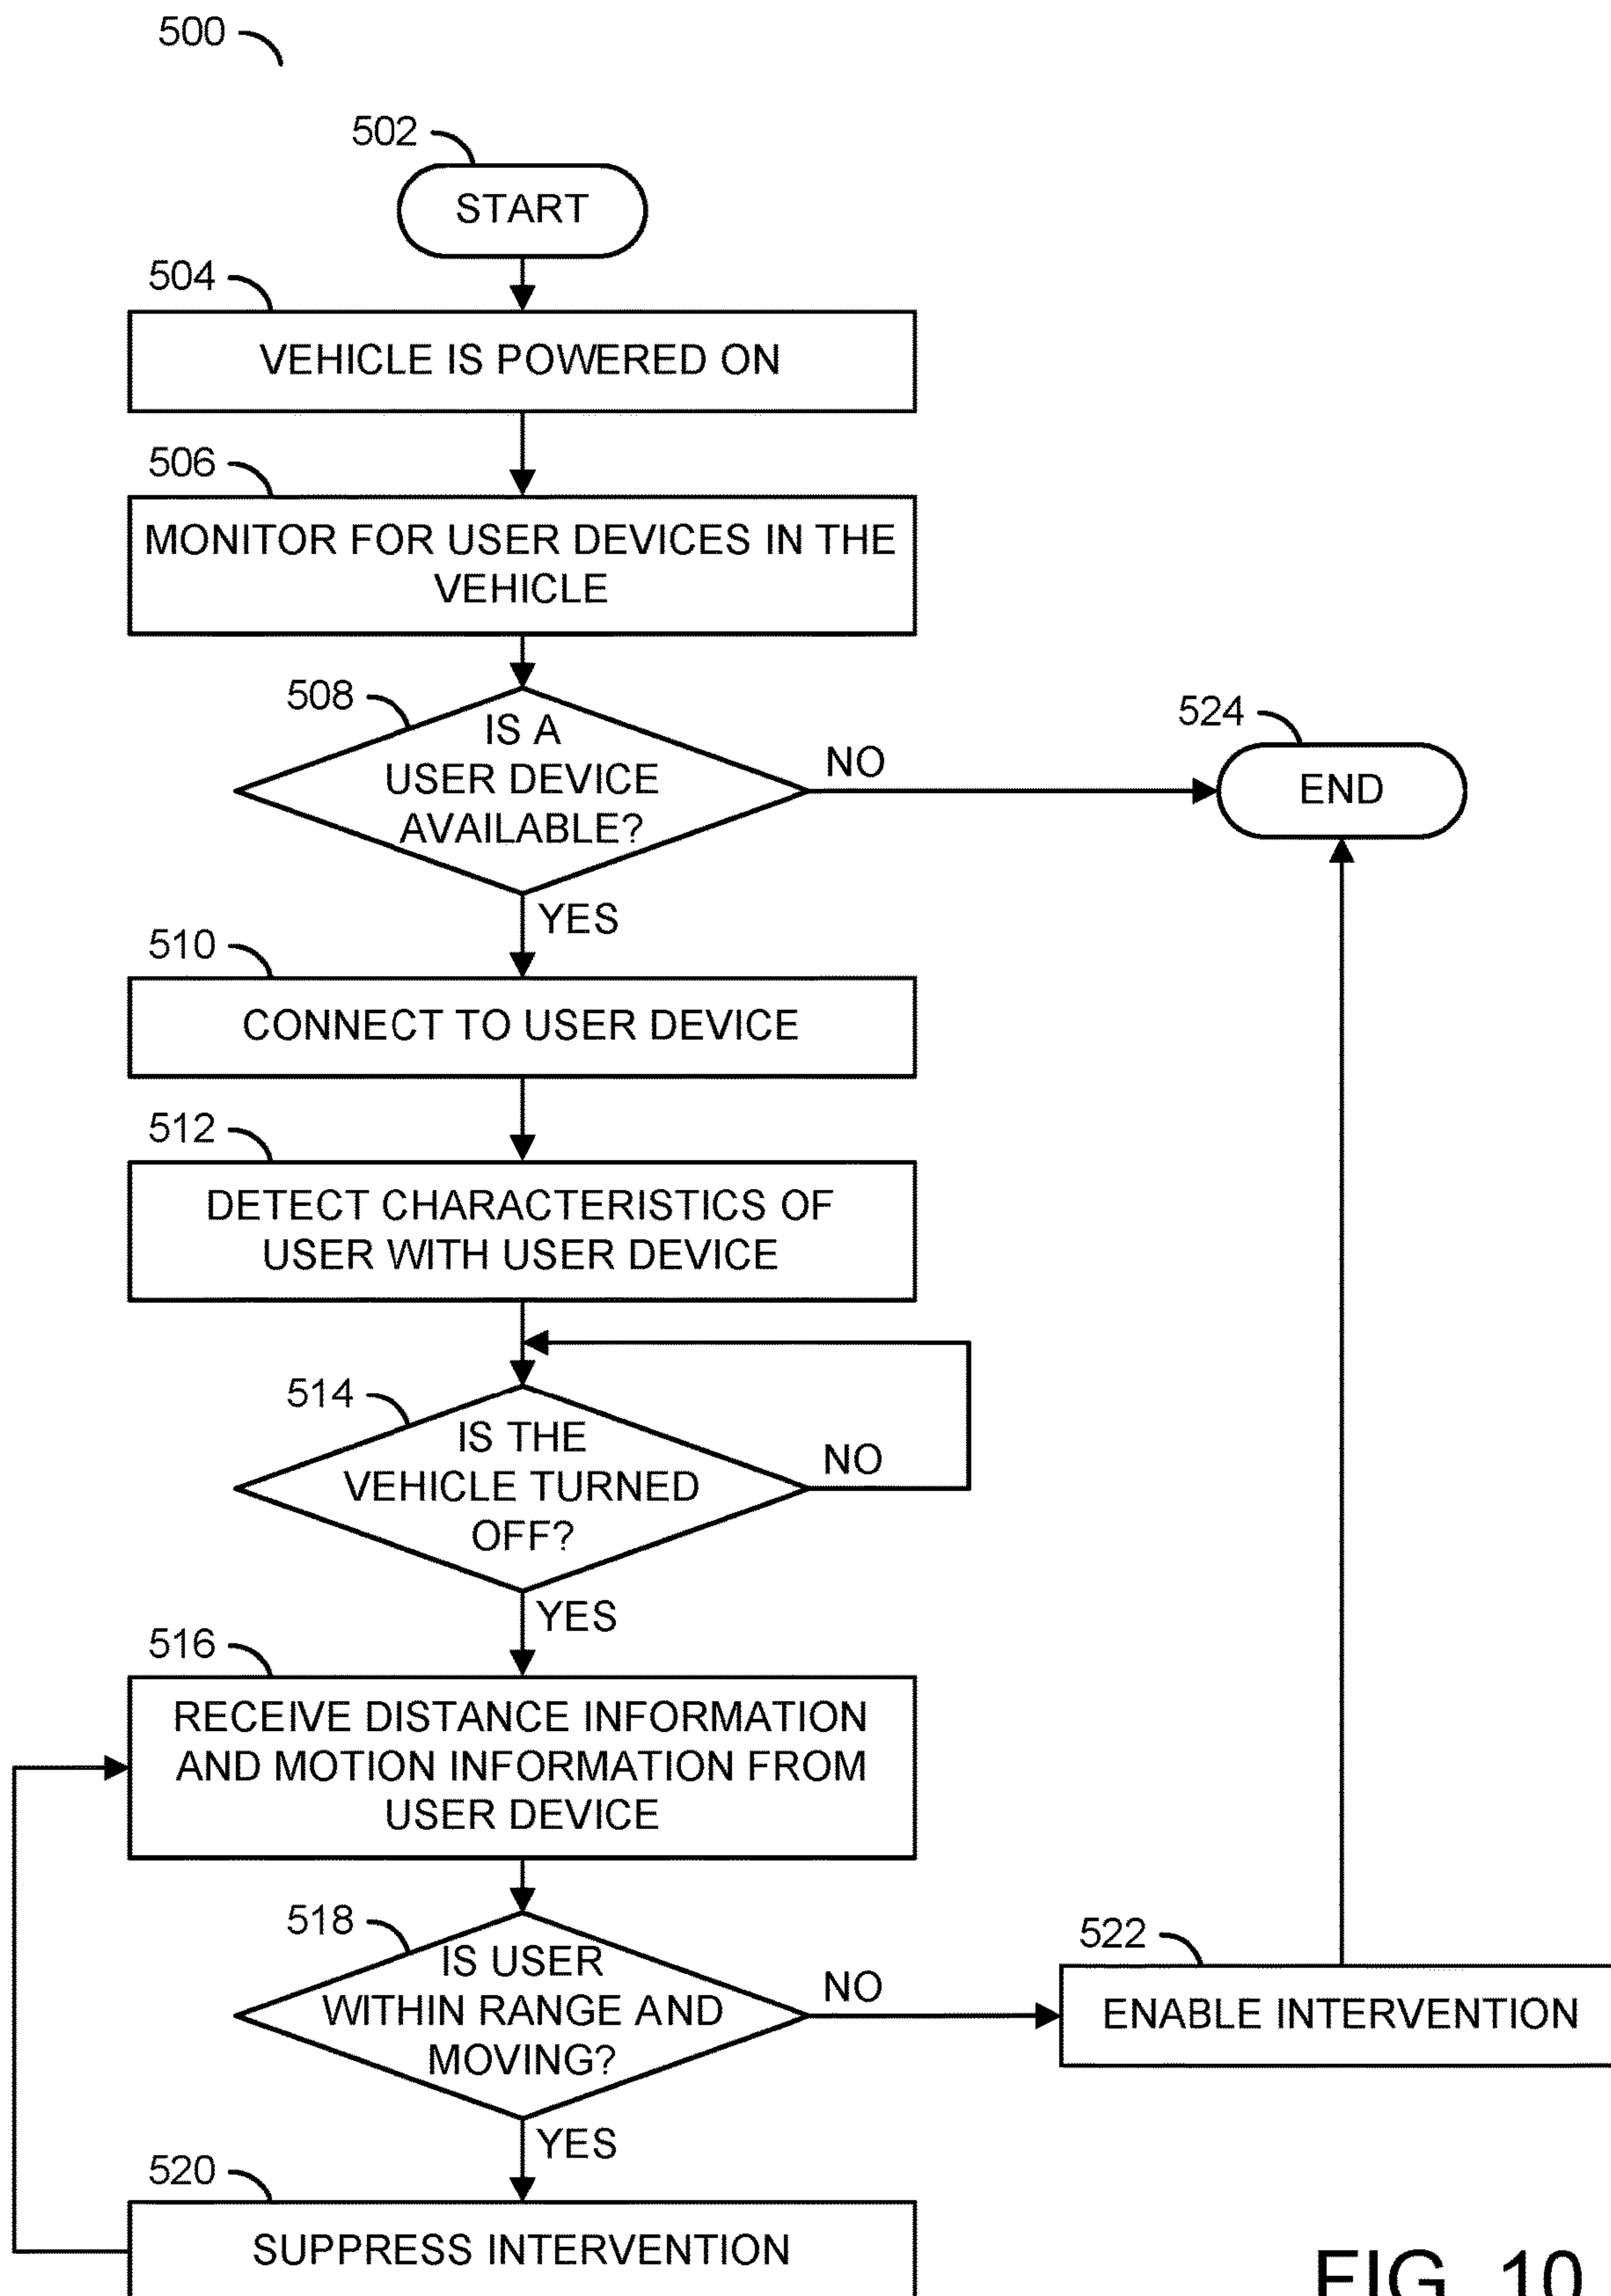 500
502
START
504
VEHICLE IS POWERED ON
506
MONITOR FOR USER DEVICES IN THE
VEHICLE
508
IS A
USER DEVICE
AVAILABLE?
NO
524
END
YES
510
CONNECT TO USER DEVICE
512
DETECT CHARACTERISTICS OF
USER WITH USER DEVICE
514
IS THE
VEHICLE TURNED
OFF?
NO
YES
516
RECEIVE DISTANCE INFORMATION
AND MOTION INFORMATION FROM
USER DEVICE
518
IS USER
WITHIN RANGE AND
MOVING?
NO
522
ENABLE INTERVENTION
YES
520
SUPPRESS INTERVENTION
FIG. 10